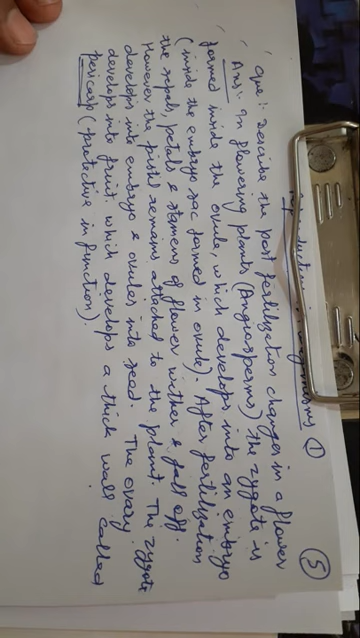 Reproduction in organisms ①
⑤
Que 1: Describe the post fertilization changes in a flower
Ans:. In flowering plants (Angiosperms) the zygote is
formed inside the ovule, which develops into an embryo
(inside the embryo sac formed in ovule). After fertilization
the sepals, petals & stamens of flower wither & fall off.
However the pistil remains attached to the plant. The zygote
develops into embryo & ovules into seed. The ovary
develops into fruit which develops a thick wall called
pericarp (protective in function).